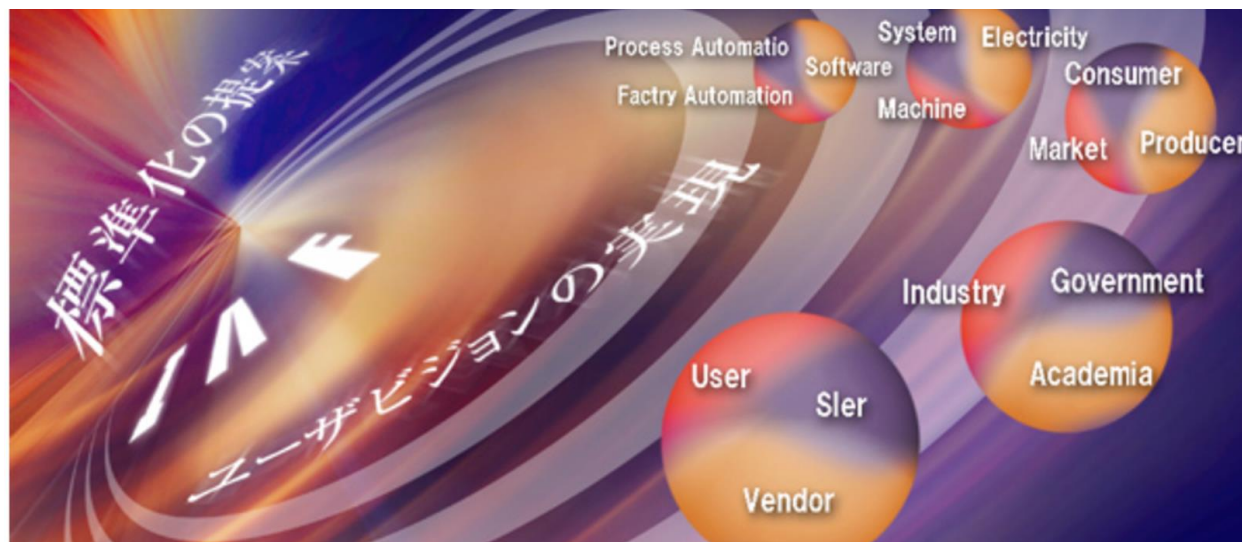 標準化の提案
IAF
ユーザビジョンの実現
Process Automatio
Software
Factry Automation
System
Electricity
Machine
Consumer
Market
Producer
Industry
Government
Academia
User
SIer
Vendor